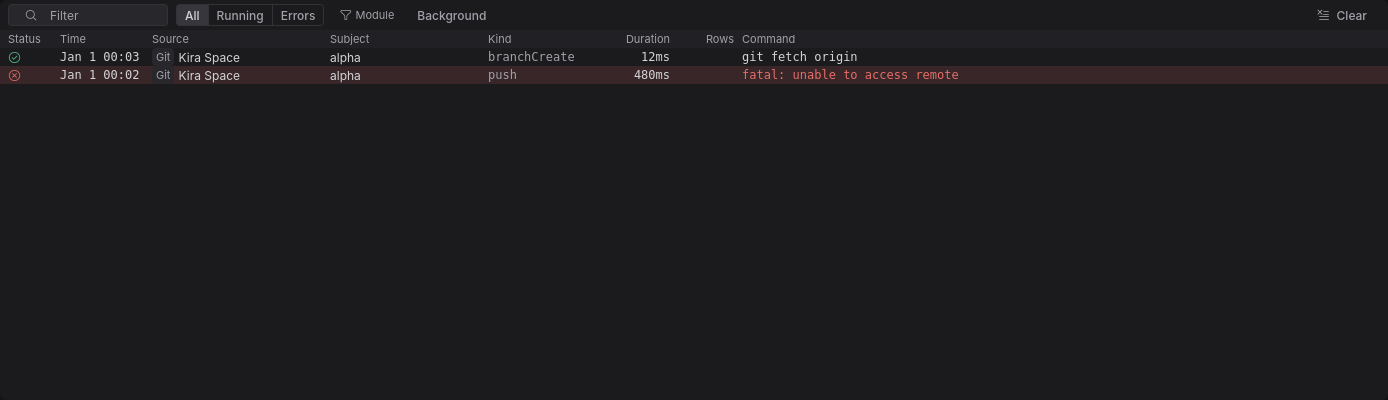 Filter All Running Errors Module Background Clear
Status Time Source Subject Kind Duration Rows Command
Jan 1 00:03 Git Kira Space alpha branchCreate 12ms git fetch origin
Jan 1 00:02 Git Kira Space alpha push 480ms fatal: unable to access remote